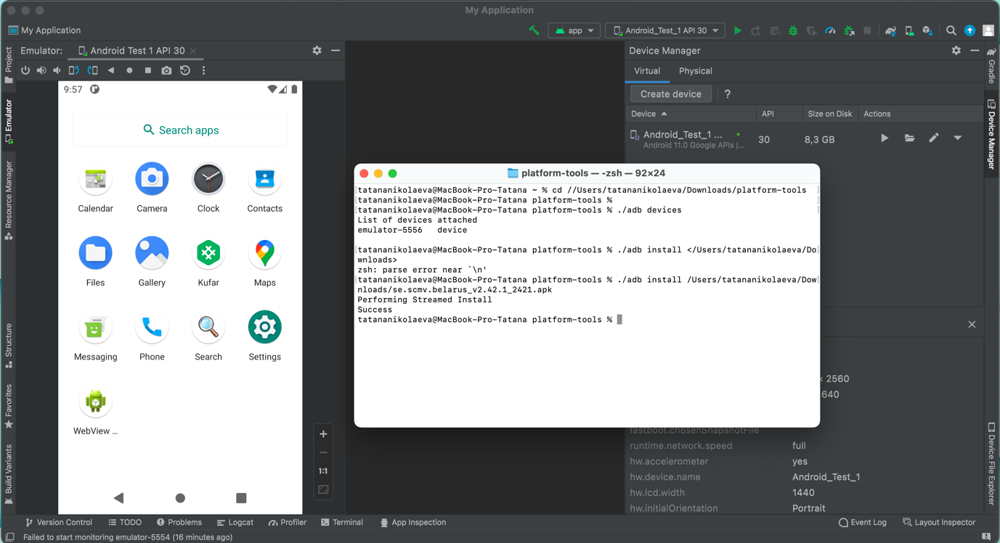 My Application
My Application
app
Android_Test_1 API 30
Project
Emulator
Resource Manager
Structure
Favorites
Build Variants
Emulator:
Android Test 1 API 30
9:57
Search apps
Calendar
Camera
Clock
Contacts
Files
Gallery
Kufar
Maps
Messaging
Phone
Search
Settings
WebView ...
1:1
platform-tools — -zsh — 92×24
[tatananikolaeva@MacBook-Pro-Tatana ~ % cd //Users/tatananikolaeva/Downloads/platform-tools ]
[tatananikolaeva@MacBook-Pro-Tatana platform-tools % ]
[tatananikolaeva@MacBook-Pro-Tatana platform-tools % ./adb devices ]
List of devices attached
emulator-5556 device
[tatananikolaeva@MacBook-Pro-Tatana platform-tools % ./adb install </Users/tatananikolaeva/Do]
wnloads>
zsh: parse error near `\n'
[tatananikolaeva@MacBook-Pro-Tatana platform-tools % ./adb install /Users/tatananikolaeva/Dow]
nloads/se.scmv.belarus_v2.42.1_2421.apk
Performing Streamed Install
Success
tatananikolaeva@MacBook-Pro-Tatana platform-tools %
Device Manager
Virtual
Physical
Create device
?
Device
API
Size on Disk
Actions
Android_Test_1 ...
Android 11.0 Google APIs |...
30
8,3 GB
2560
640
fastboot.chosenSnapshotFile
runtime.network.speed full
hw.accelerometer yes
hw.device.name Android_Test_1
hw.lcd.width 1440
hw.initialOrientation Portrait
Gradle
Device Manager
Device File Explorer
Version Control
TODO
Problems
Logcat
Profiler
Terminal
App Inspection
Event Log
Layout Inspector
Failed to start monitoring emulator-5554 (16 minutes ago)